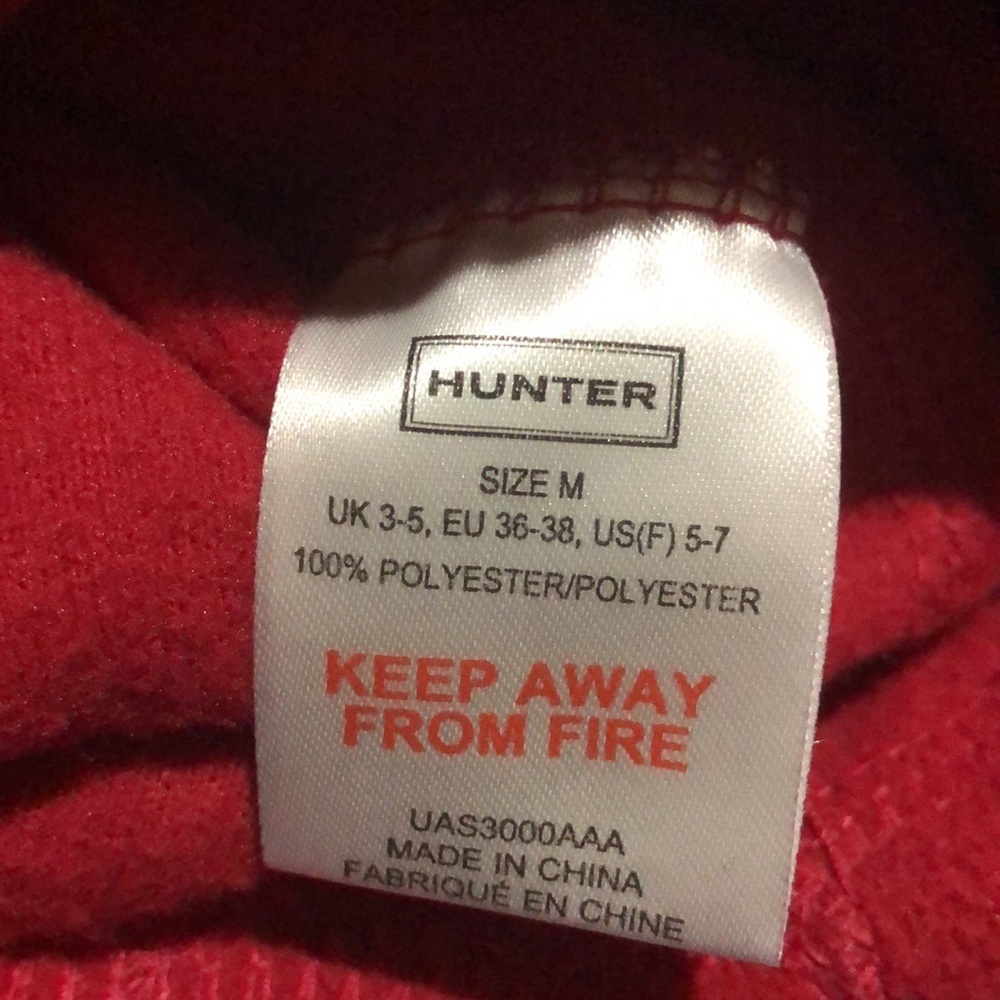 HUNTER
SIZE M
UK 3-5, EU 36-38, US(F) 5-7
100% POLYESTER/POLYESTER
KEEP AWAY
FROM FIRE
UAS3000AAA
MADE IN CHINA
FABRIQUÉ EN CHINE